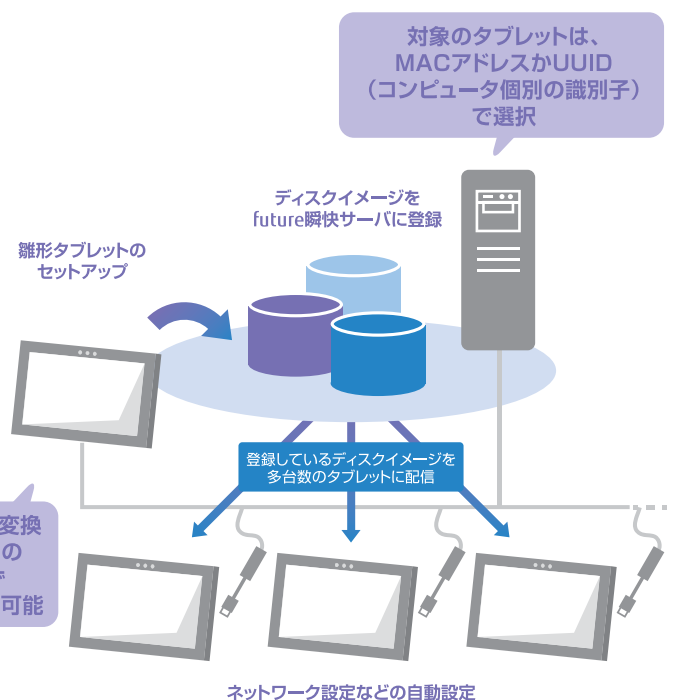 対象のタブレットは、
MACアドレスかUUID
（コンピュータ個別の識別子）
で選択
ディスクイメージを
future瞬快サーバに登録
雛形タブレットの
セットアップ
登録しているディスクイメージを
多台数のタブレットに配信
変換
の
可能
ネットワーク設定などの自動設定